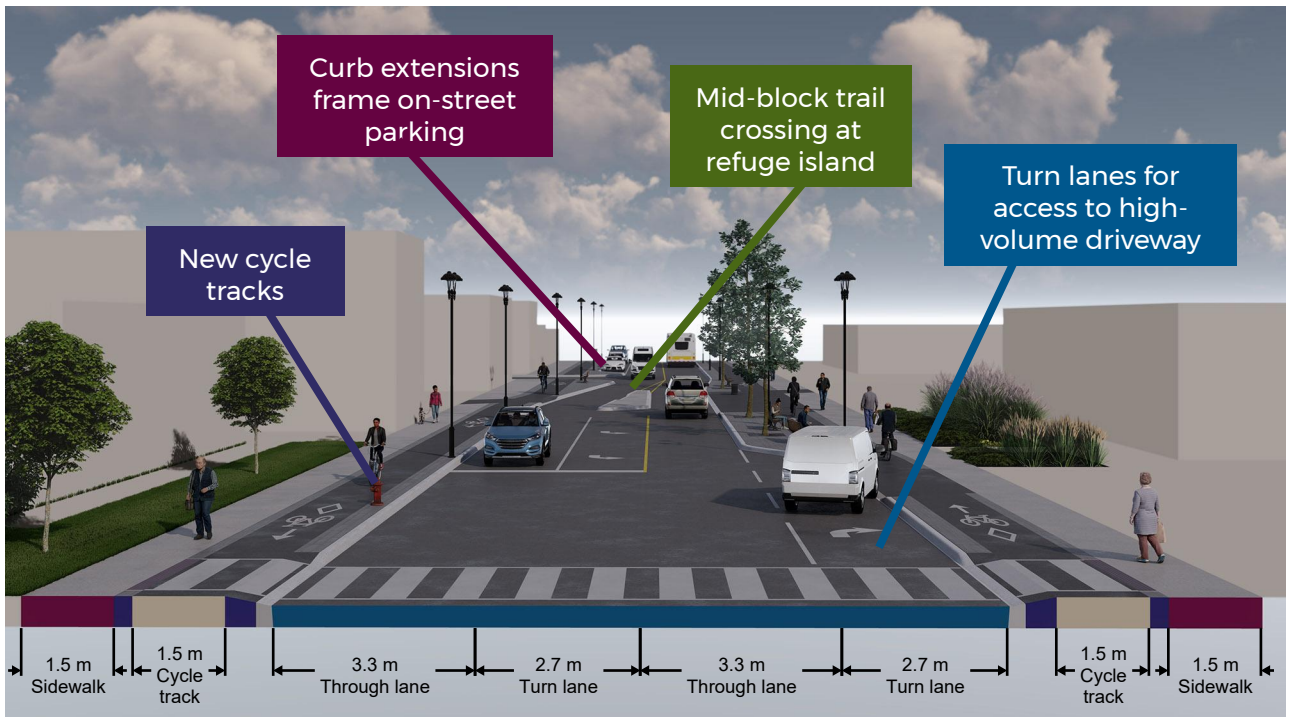 Curb extensions
frame on-street
parking
Mid-block trail
crossing at
refuge island
Turn lanes for
access to high-
volume driveway
New cycle
tracks
1.5 m
Sidewalk
1.5 m
Cycle
track
3.3 m
Through lane
2.7 m
Turn lane
3.3 m
Through lane
2.7 m
Turn lane
1.5 m
Cycle
track
1.5 m
Sidewalk